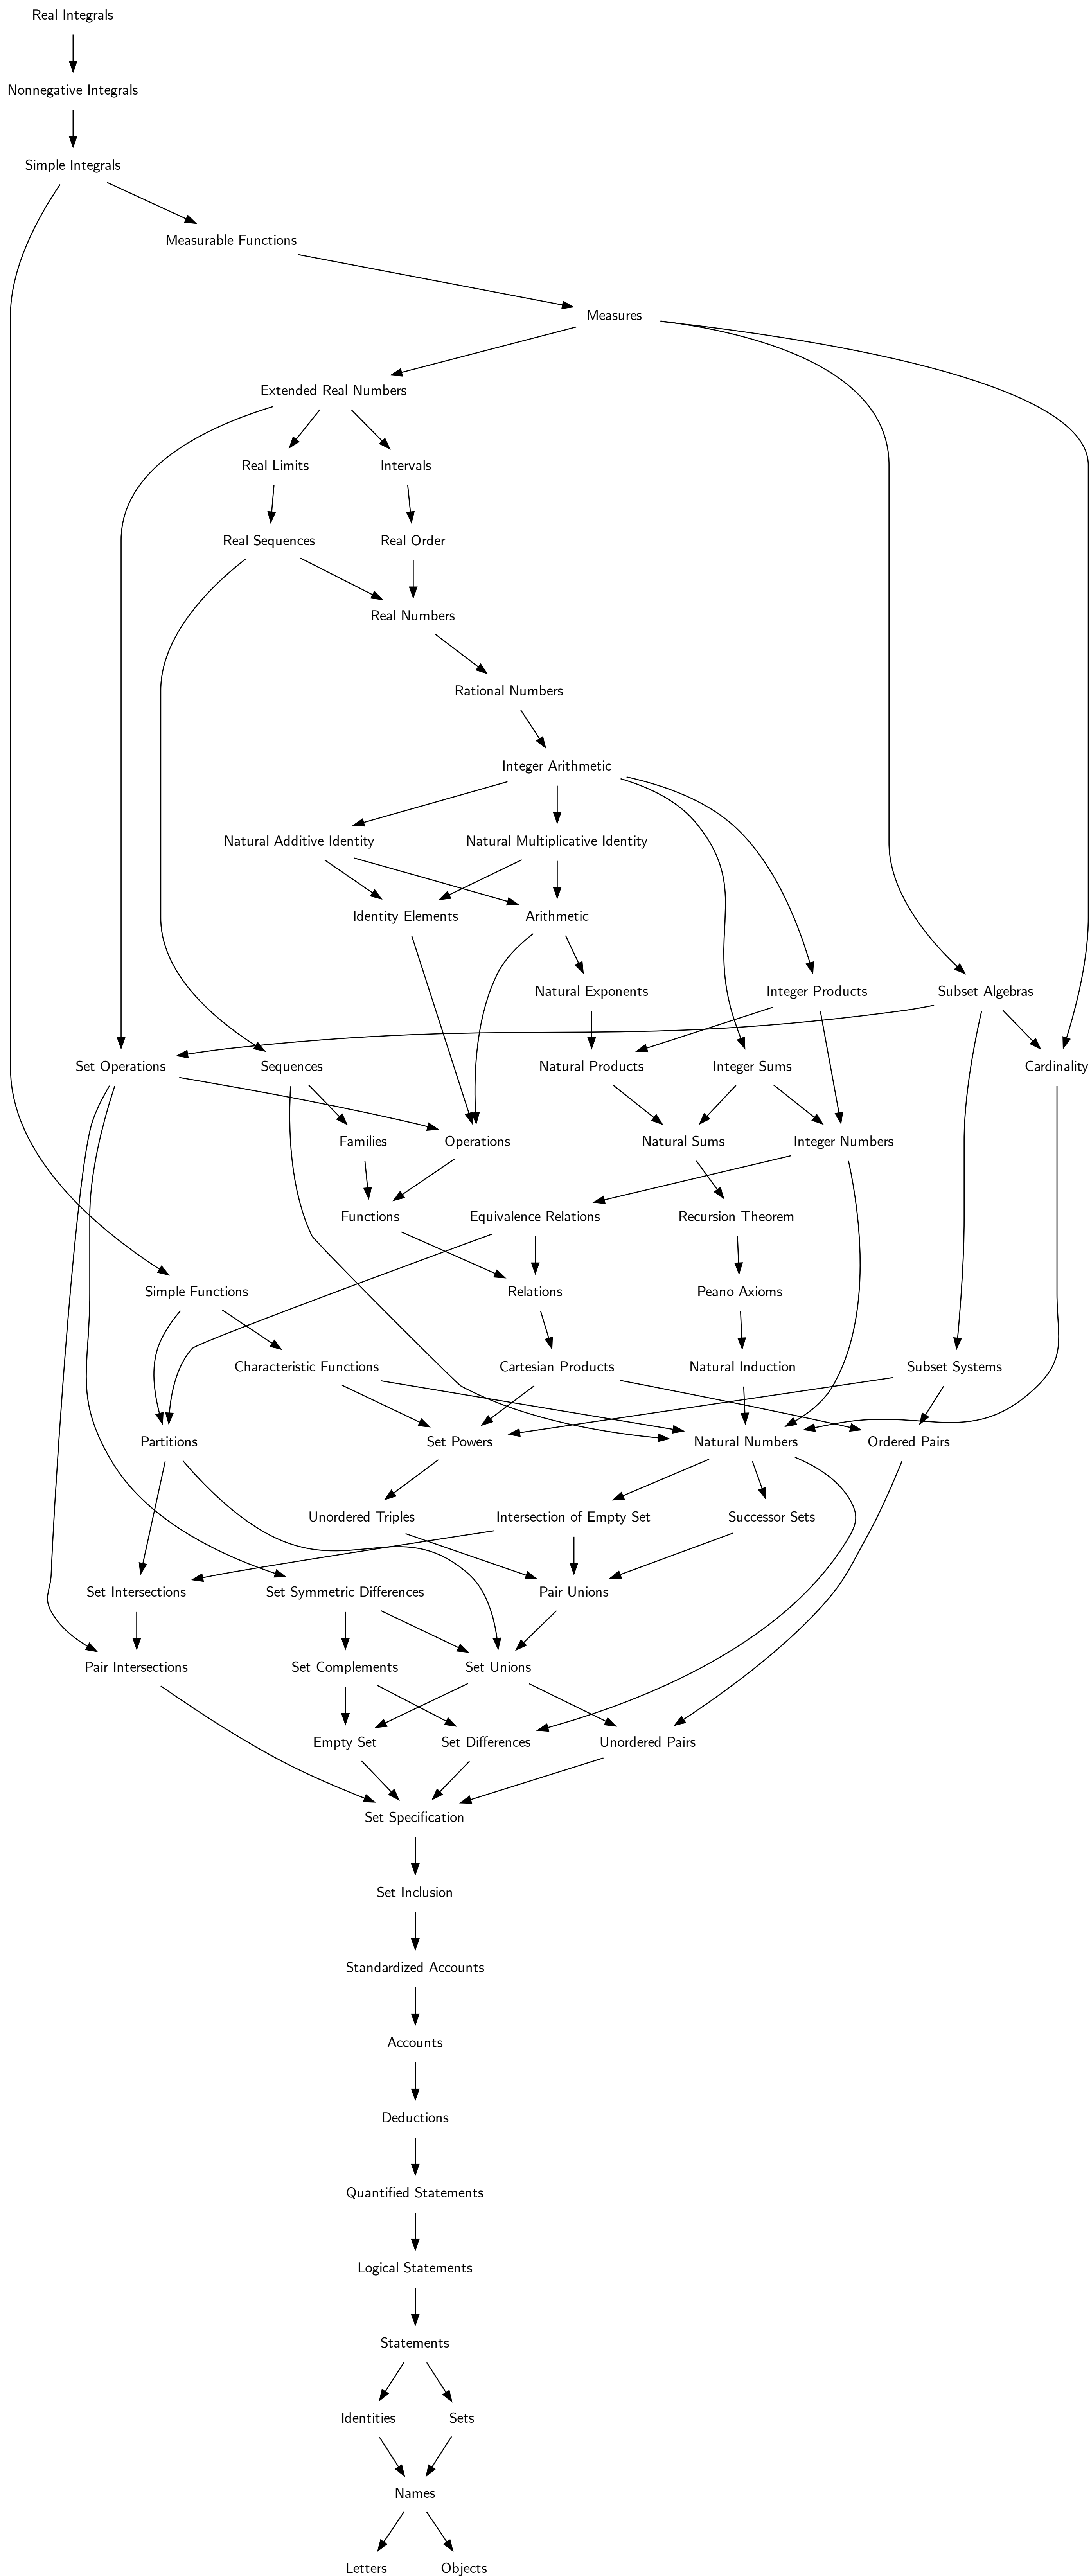 Real Integrals
Nonnegative Integrals
Simple Integrals
Measurable Functions
Measures
Extended Real Numbers
Real Limits
Intervals
Real Sequences
Real Order
Real Numbers
Rational Numbers
Integer Arithmetic
Natural Additive Identity
Natural Multiplicative Identity
Identity Elements
Arithmetic
Natural Exponents
Integer Products
Subset Algebras
Set Operations
Sequences
Natural Products
Integer Sums
Cardinality
Families
Operations
Natural Sums
Integer Numbers
Functions
Equivalence Relations
Recursion Theorem
Simple Functions
Relations
Peano Axioms
Characteristic Functions
Cartesian Products
Natural Induction
Subset Systems
Partitions
Set Powers
Natural Numbers
Ordered Pairs
Unordered Triples
Intersection of Empty Set
Successor Sets
Set Intersections
Set Symmetric Differences
Pair Unions
Pair Intersections
Set Complements
Set Unions
Empty Set
Set Differences
Unordered Pairs
Set Specification
Set Inclusion
Standardized Accounts
Accounts
Deductions
Quantified Statements
Logical Statements
Statements
Identities
Sets
Names
Letters
Objects